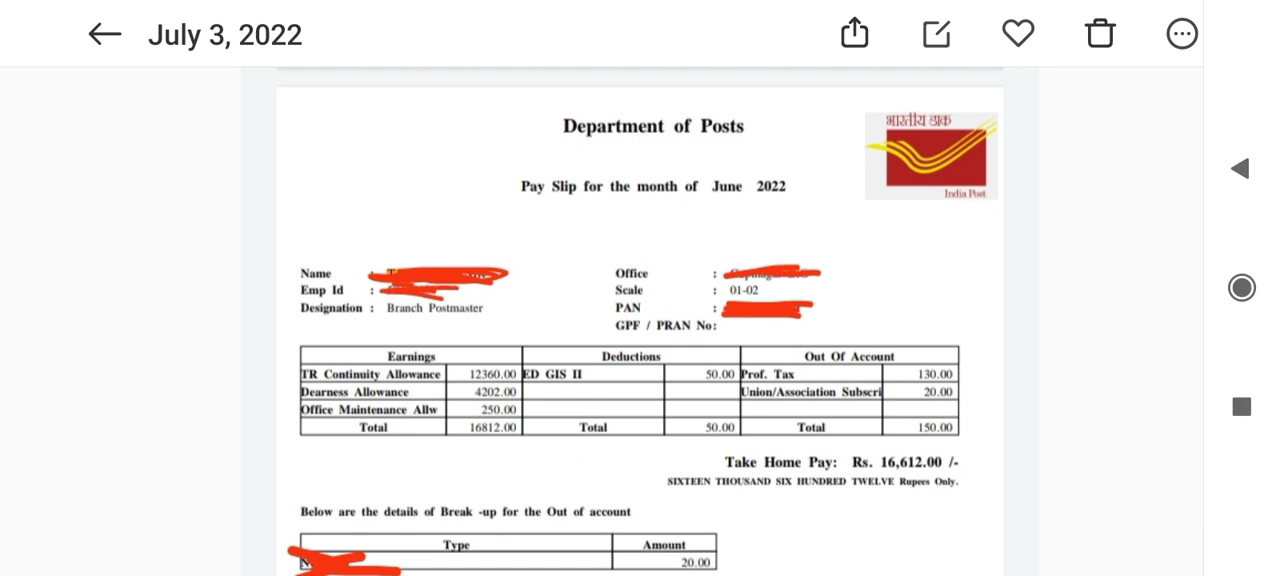 July 3, 2022
Department of Posts
भारतीय डाक
India Post
Pay Slip for the month of June 2022
Name
Office :
Emp Id :
Scale : 01-02
Designation : Branch Postmaster
PAN :
GPF / PRAN No:
Earnings Deductions Out Of Account
TR Continuity Allowance 12360.00 ED GIS II 50.00 Prof. Tax 130.00
Dearness Allowance 4202.00 Union/Association Subscri 20.00
Office Maintenance Allw 250.00
Total 16812.00 Total 50.00 Total 150.00
Take Home Pay: Rs. 16,612.00 /-
SIXTEEN THOUSAND SIX HUNDRED TWELVE Rupees Only.
Below are the details of Break -up for the Out of account
Type Amount
20.00